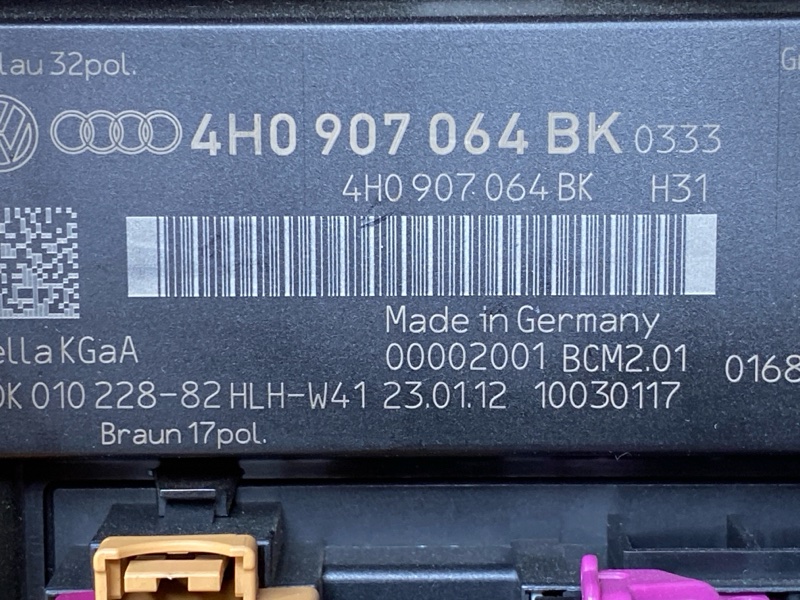 lau 32pol.
4H0 907 064 BK 0333
4H0 907 064 BK H31
Made in Germany
ella KGaA
00002001 BCM2.01
0168
K 010 228-82 HLH-W41 23.01.12 10030117
Braun 17pol.